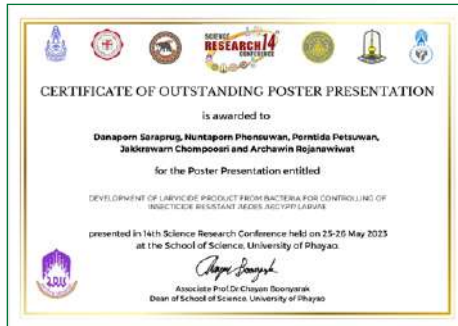 SCIENCE
RESEARCH 14th
CONFERENCE
CERTIFICATE OF OUTSTANDING POSTER PRESENTATION
is awarded to
Danaporn Saraprug, Nuntaporn Phonsuwan, Porntida Petsuwan,
Jakkrawarn Chompoosri and Archawin Rojanawiwat
for the Poster Presentation entitled
DEVELOPMENT OF LARVICIDE PRODUCT FROM BACTERIA FOR CONTROLLING OF
INSECTICIDE RESISTANT AEDES AEGYPTI LARVAE
presented in 14th Science Research Conference held on 25-26 May 2023
at the School of Science, University of Phayao.
Associate Prof.Dr.Chayan Boonyarak
Dean of School of Science, University of Phayao